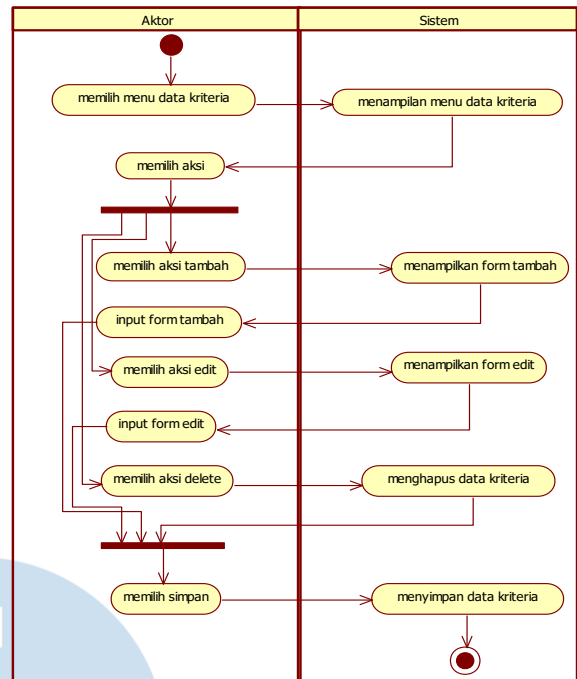 Aktor
Sistem
memilih menu data kriteria
menampilan menu data kriteria
memilih aksi
memilih aksi tambah
menampilkan form tambah
input form tambah
memilih aksi edit
menampilkan form edit
input form edit
memilih aksi delete
menghapus data kriteria
memilih simpan
menyimpan data kriteria